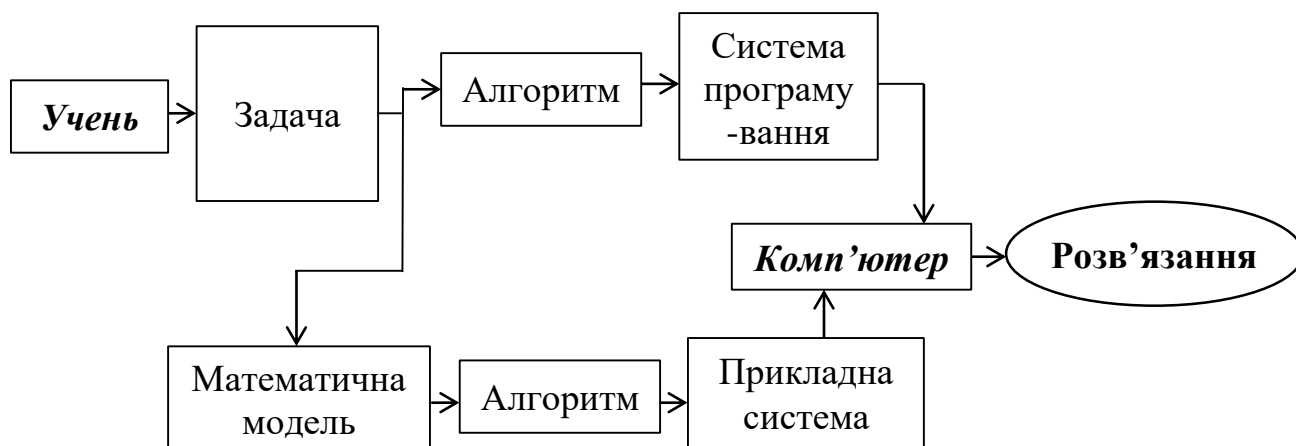 Учень
Задача
Алгоритм
Система
програму
-вання
Комп’ютер
Розв’язання
Математична
модель
Алгоритм
Прикладна
система